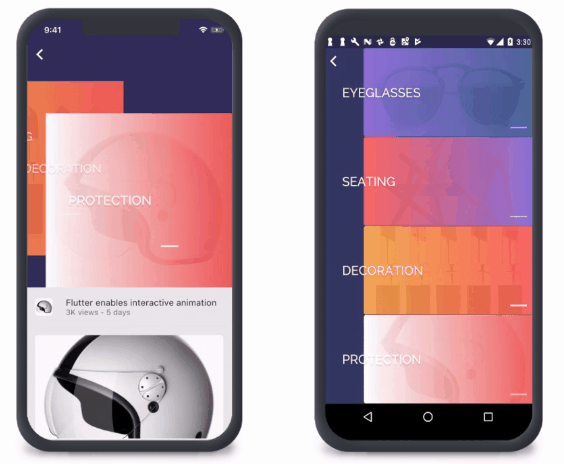 9:41
G
DECORATION
PROTECTION
Flutter enables interactive animation
3K views - 5 days
3:30
EYEGLASSES
SEATING
DECORATION
PROTECTION